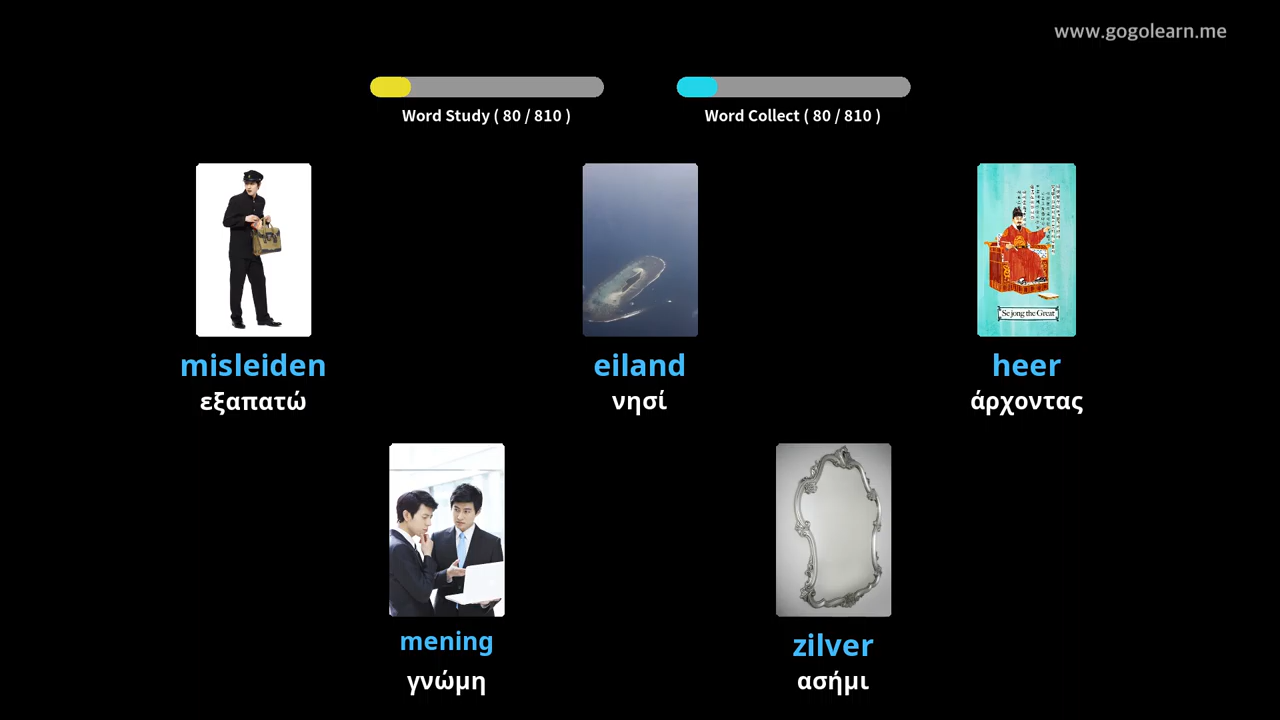 www.gogolearn.me
Word Study ( 80 / 810 )
Word Collect ( 80 / 810 )
Se jong the Great
misleiden
εξαπατώ
eiland
νησί
heer
άρχοντας
mening
γνώμη
zilver
ασήμι